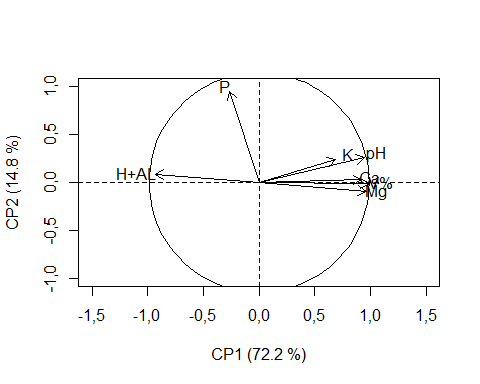 1,0
0,5
0,0
-0,5
-1,0
CP2 (14.8 %)
P
pH
K
H+AL
Ca
V%
Mg
-1,5 -1,0 -0,5 0,0 0,5 1,0 1,5
CP1 (72.2 %)